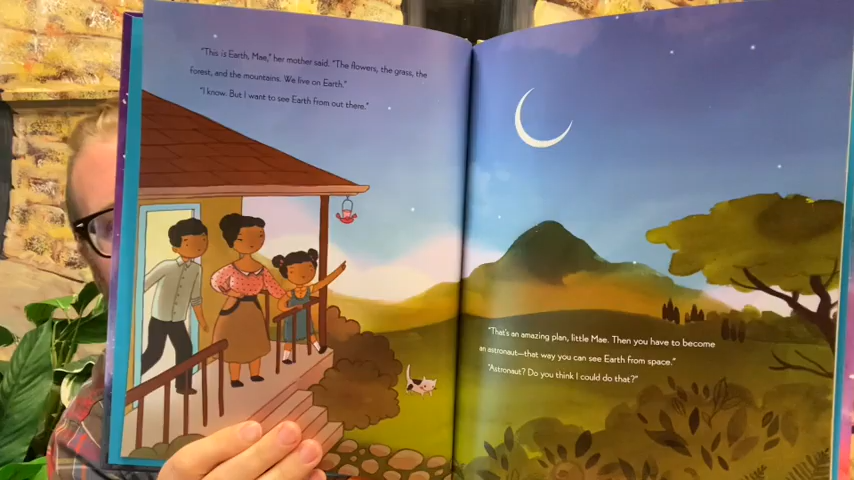 "This is Earth, Mae," her mother said. "The flowers, the grass, the
forest, and the mountains. We live on Earth."
"I know. But I want to see Earth from out there."
"That's an amazing plan, little Mae. Then you have to become
an astronaut—that way you can see Earth from space."
"Astronaut? Do you think I could do that?"